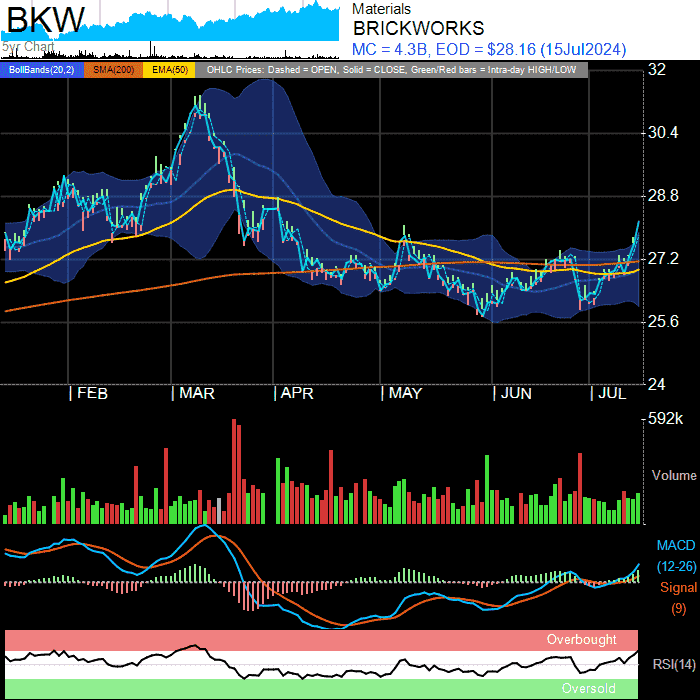 BKW
5yr Chart
Materials
BRICKWORKS
MC = 4.3B, EOD = $28.16 (15Jul2024)
BollBands(20,2) SMA(200) EMA(50) OHLC Prices: Dashed = OPEN, Solid = CLOSE, Green/Red bars = Intra-day HIGH/LOW
32
30.4
28.8
27.2
25.6
24
FEB MAR APR MAY JUN JUL
592k
Volume
MACD
(12-26)
Signal
(9)
Overbought
RSI(14)
Oversold